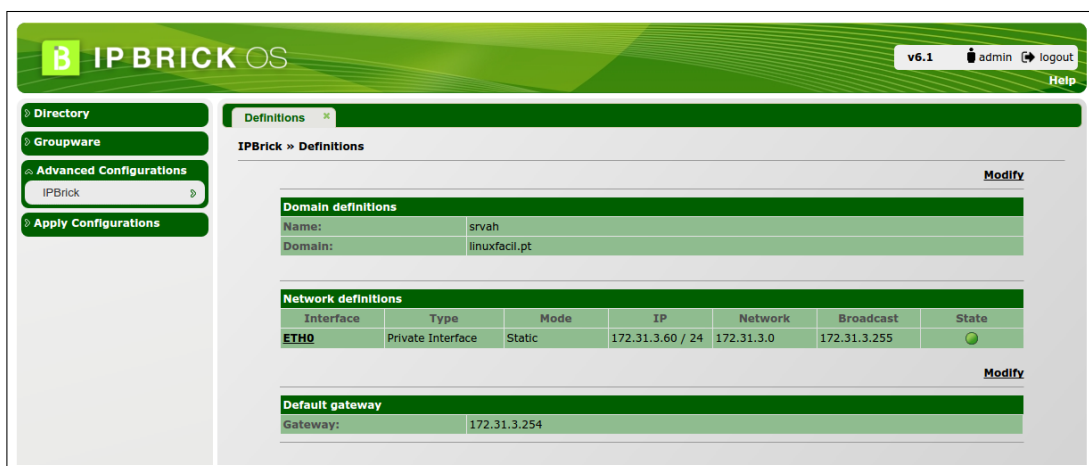 IPBRICK OS
v6.1 admin logout
Help
Directory
Groupware
Advanced Configurations
IPBrick
Apply Configurations
Definitions
IPBrick » Definitions
Modify
Domain definitions
Name: srvah
Domain: linuxfacil.pt
Network definitions
Interface Type Mode IP Network Broadcast State
ETH0 Private Interface Static 172.31.3.60 / 24 172.31.3.0 172.31.3.255
Modify
Default gateway
Gateway: 172.31.3.254